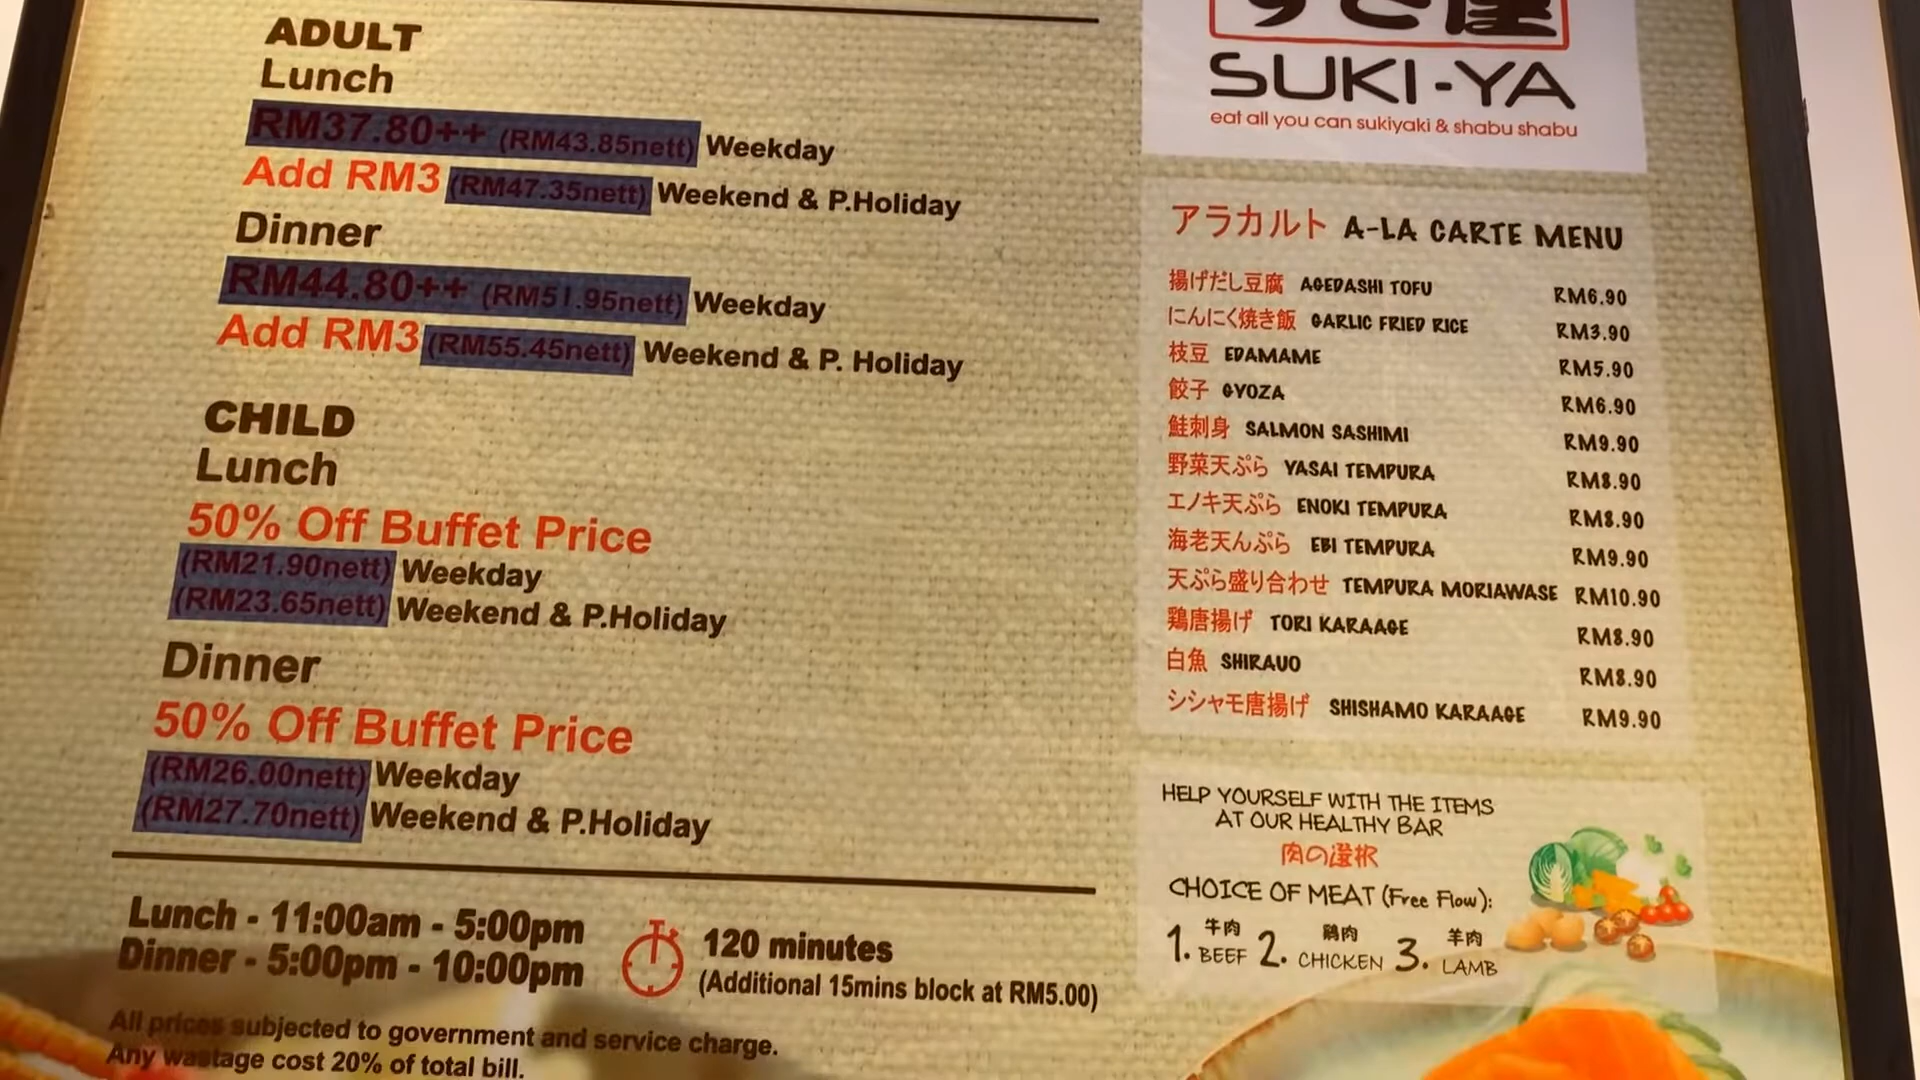 ADULT
Lunch
RM37.80++ (RM43.85nett) Weekday
Add RM3 (RM47.35nett) Weekend & P.Holiday
Dinner
RM44.80++ (RM51.95nett) Weekday
Add RM3 (RM55.45nett) Weekend & P. Holiday
CHILD
Lunch
50% Off Buffet Price
(RM21.90nett) Weekday
(RM23.65nett) Weekend & P.Holiday
Dinner
50% Off Buffet Price
(RM26.00nett) Weekday
(RM27.70nett) Weekend & P.Holiday
Lunch - 11:00am - 5:00pm
Dinner - 5:00pm - 10:00pm
120 minutes
(Additional 15mins block at RM5.00)
All prices subjected to government and service charge.
Any wastage cost 20% of total bill.
すき屋
SUKI-YA
eat all you can sukiyaki & shabu shabu
アラカルト A-LA CARTE MENU
揚げだし豆腐 AGEDASHI TOFU RM6.90
にんにく焼き飯 GARLIC FRIED RICE RM3.90
枝豆 EDAMAME RM5.90
餃子 GYOZA RM6.90
鮭刺身 SALMON SASHIMI RM9.90
野菜天ぷら YASAI TEMPURA RM8.90
エノキ天ぷら ENOKI TEMPURA RM8.90
海老天んぷら EBI TEMPURA RM9.90
天ぷら盛り合わせ TEMPURA MORIAWASE RM10.90
鶏唐揚げ TORI KARAAGE RM8.90
白魚 SHIRAUO RM8.90
シシャモ唐揚げ SHISHAMO KARAAGE RM9.90
HELP YOURSELF WITH THE ITEMS
AT OUR HEALTHY BAR
肉の選択
CHOICE OF MEAT (Free Flow):
1. 牛肉 BEEF 2. 鶏肉 CHICKEN 3. 羊肉 LAMB